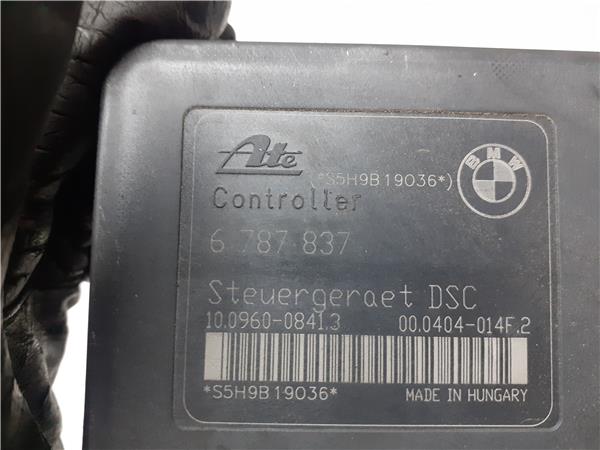 Ate
(*S5H9B19036*)
BMW
Controller
6 787 837
Steuergeraet DSC
10.0960-0841.3 00.0404-014F.2
*S5H9B19036* MADE IN HUNGARY